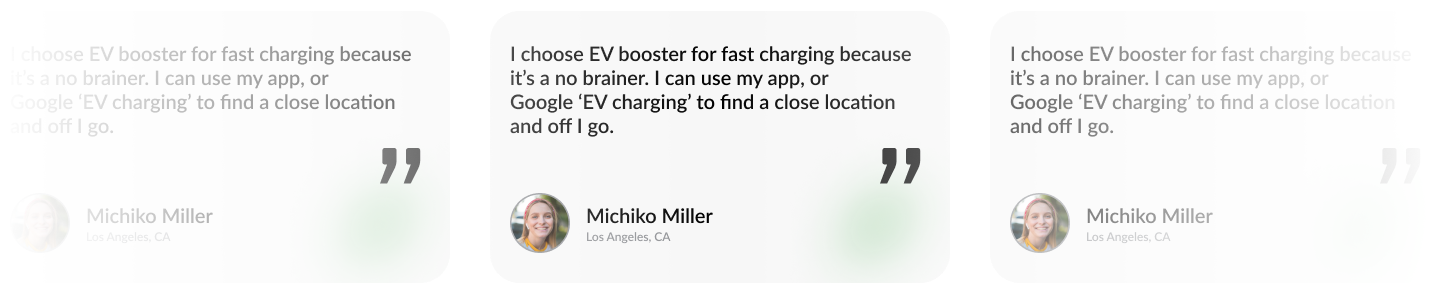 I choose EV booster for fast charging because
it’s a no brainer. I can use my app, or
Google ‘EV charging’ to find a close location
and off I go.
”
Michiko Miller
Los Angeles, CA
I choose EV booster for fast charging because
it’s a no brainer. I can use my app, or
Google ‘EV charging’ to find a close location
and off I go.
”
Michiko Miller
Los Angeles, CA
I choose EV booster for fast charging because
it’s a no brainer. I can use my app, or
Google ‘EV charging’ to find a close location
and off I go.
”
Michiko Miller
Los Angeles, CA